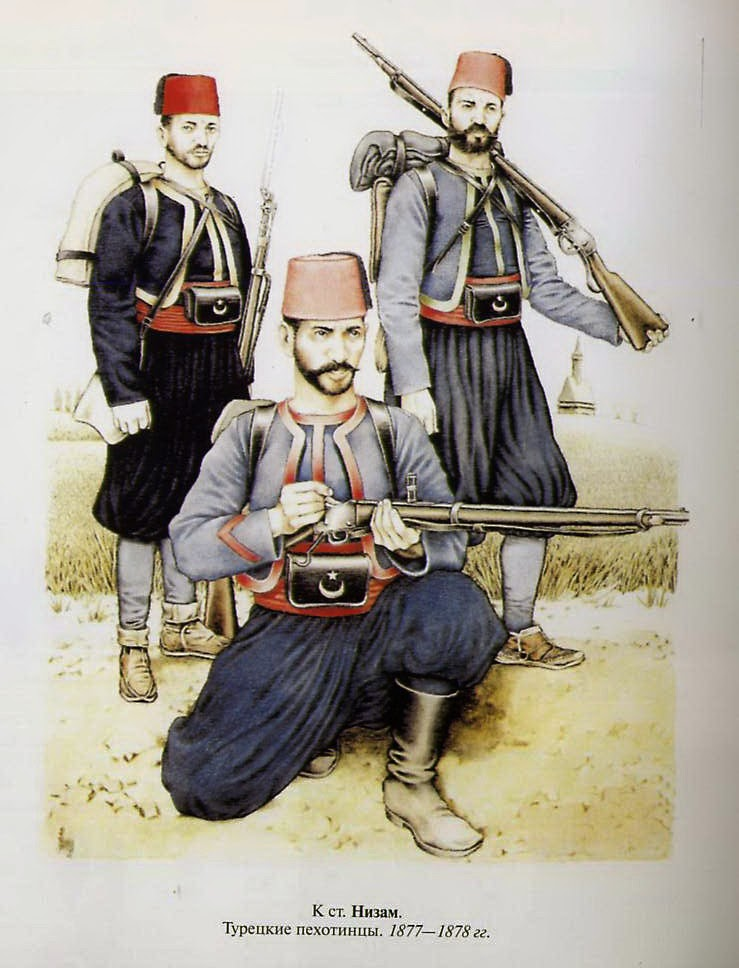 К ст. Низам.
Турецкие пехотинцы. 1877—1878 гг.